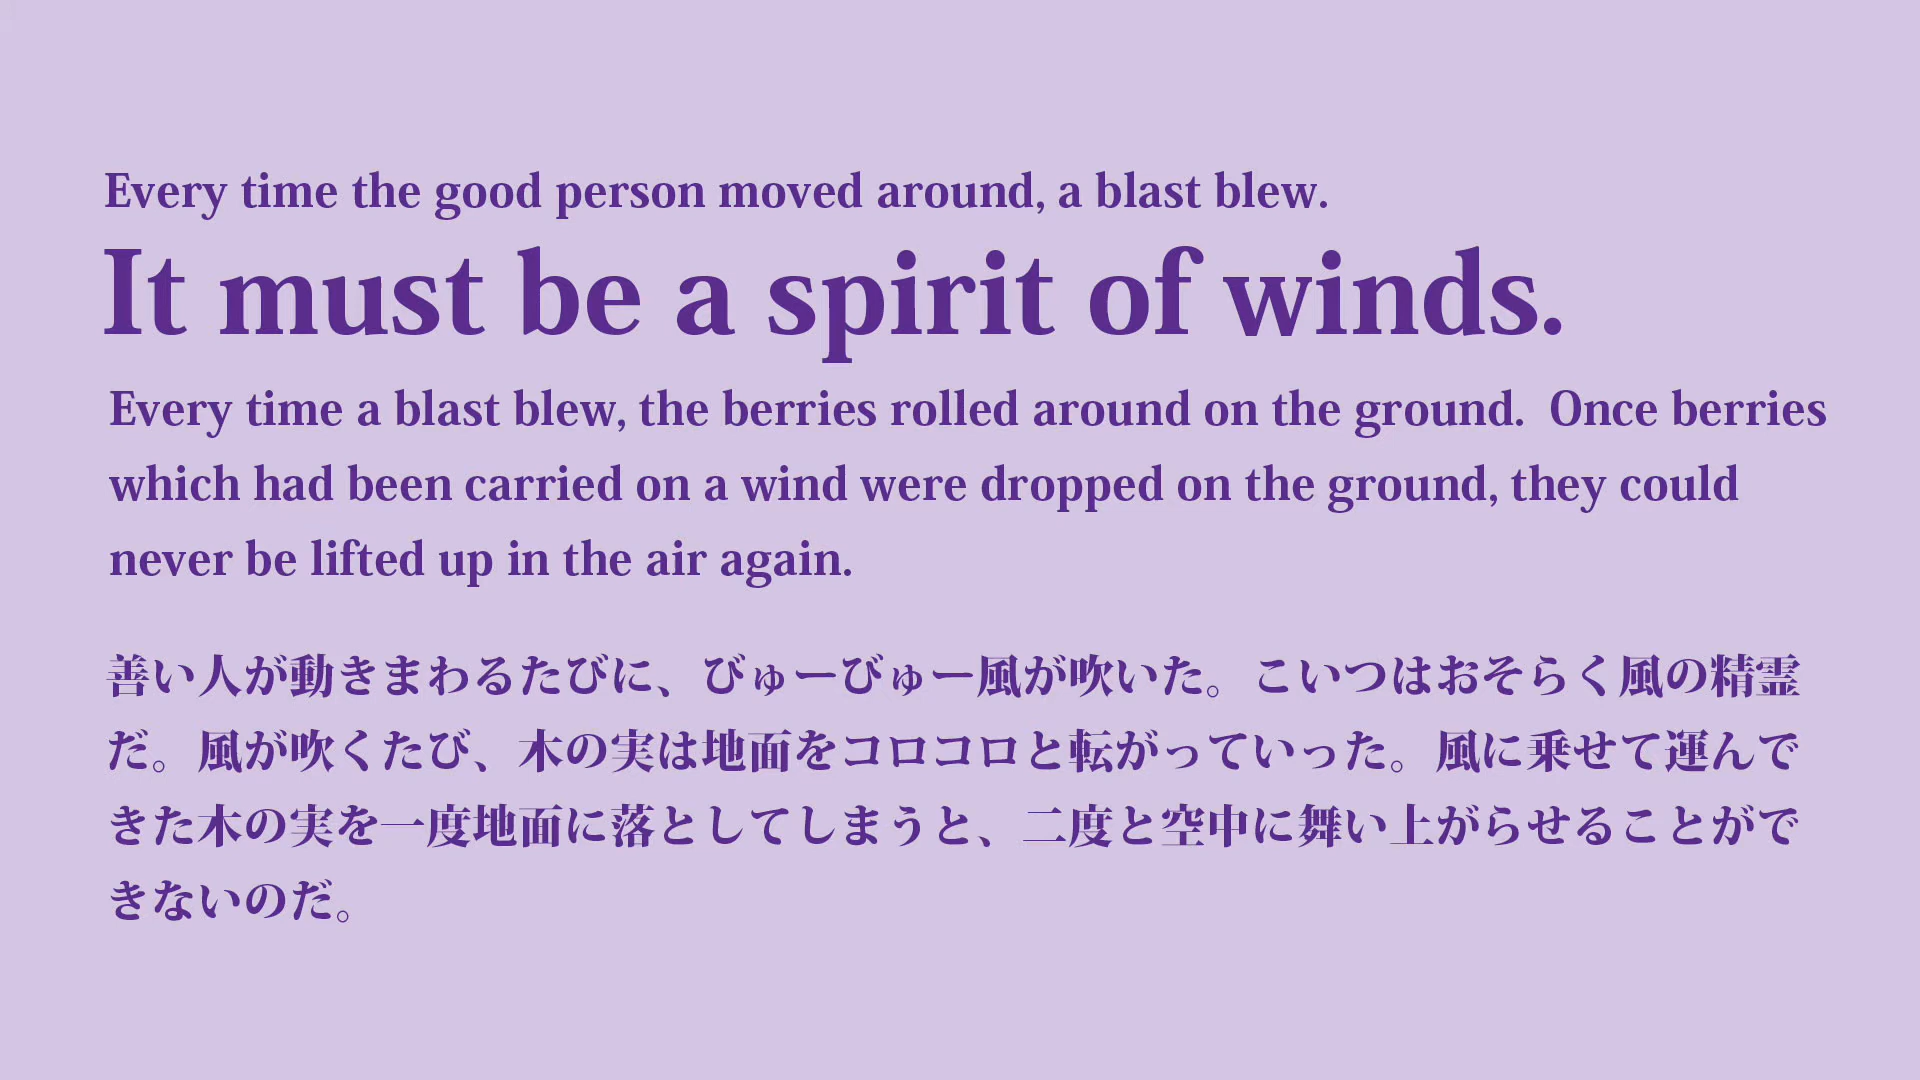 Every time the good person moved around, a blast blew.
It must be a spirit of winds.
Every time a blast blew, the berries rolled around on the ground.  Once berries
which had been carried on a wind were dropped on the ground, they could
never be lifted up in the air again.
善い人が動きまわるたびに、びゅーびゅー風が吹いた。こいつはおそらく風の精霊
だ。風が吹くたび、木の実は地面をコロコロと転がっていった。風に乗せて運んで
きた木の実を一度地面に落としてしまうと、二度と空中に舞い上がらせることがで
きないのだ。